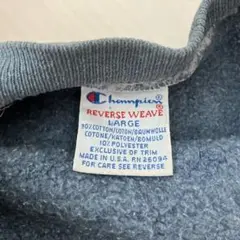 Champion
REVERSE WEAVE
LARGE
90% COTTON/COTON/BAUMWOLLE
COTONE/KATOEN/BOMULD
10% POLYESTER
EXCLUSIVE OF TRIM
MADE IN U.S.A. RN 26094
FOR CARE SEE REVERSE